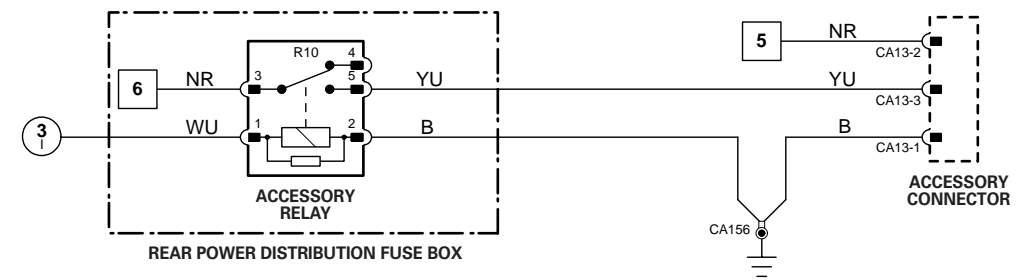 5
NR
CA13-2
R10
4
3
5
6
NR
YU
YU
CA13-3
3
I
WU
1
2
B
B
CA13-1
ACCESSORY
RELAY
ACCESSORY
CONNECTOR
CA156
REAR POWER DISTRIBUTION FUSE BOX